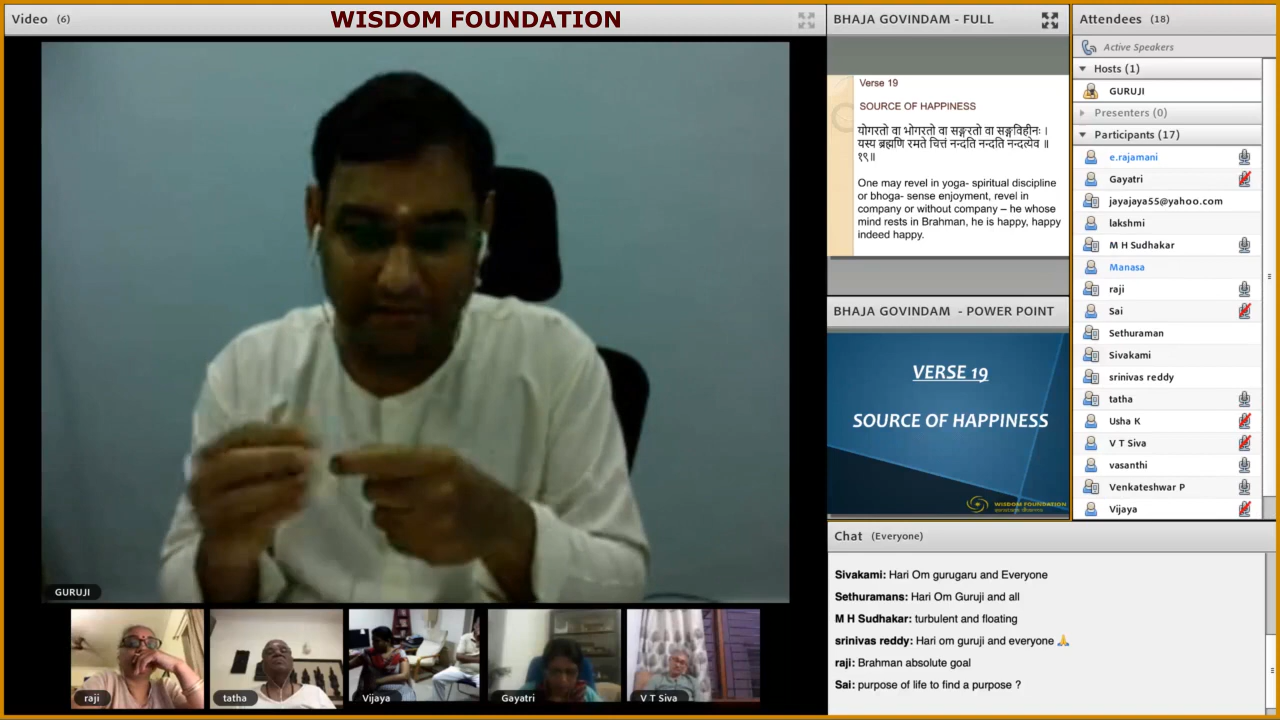 Video (6)
WISDOM FOUNDATION
GURUJI
raji
tatha
Vijaya
Gayatri
V T Siva
BHAJA GOVINDAM - FULL
Verse 19
SOURCE OF HAPPINESS
योगरतो वा भोगरतो वा सङ्गरतो वा सङ्गविहीनः ।
यस्य ब्रह्मणि रमते चित्तं नन्दति नन्दति नन्दत्येव ॥
१९॥
One may revel in yoga- spiritual discipline
or bhoga- sense enjoyment, revel in
company or without company – he whose
mind rests in Brahman, he is happy, happy
indeed happy.
BHAJA GOVINDAM - POWER POINT
VERSE 19
SOURCE OF HAPPINESS
WISDOM FOUNDATION
Attendees (18)
Active Speakers
Hosts (1)
GURUJI
Presenters (0)
Participants (17)
e.rajamani
Gayatri
jayajaya55@yahoo.com
lakshmi
M H Sudhakar
Manasa
raji
Sai
Sethuraman
Sivakami
srinivas reddy
tatha
Usha K
V T Siva
vasanthi
Venkateshwar P
Vijaya
Chat (Everyone)
Sivakami: Hari Om gurugaru and Everyone
Sethuramans: Hari Om Guruji and all
M H Sudhakar: turbulent and floating
srinivas reddy: Hari om guruji and everyone 🙏
raji: Brahman absolute goal
Sai: purpose of life to find a purpose ?